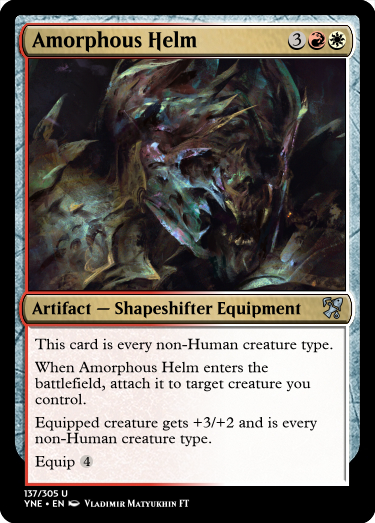 Amorphous Helm 3
Artifact — Shapeshifter Equipment
This card is every non-Human creature type.
When Amorphous Helm enters the
battlefield, attach it to target creature you
control.
Equipped creature gets +3/+2 and is every
non-Human creature type.
Equip 4
137/305 U
YNE • EN Vladimir Matyukhin FT